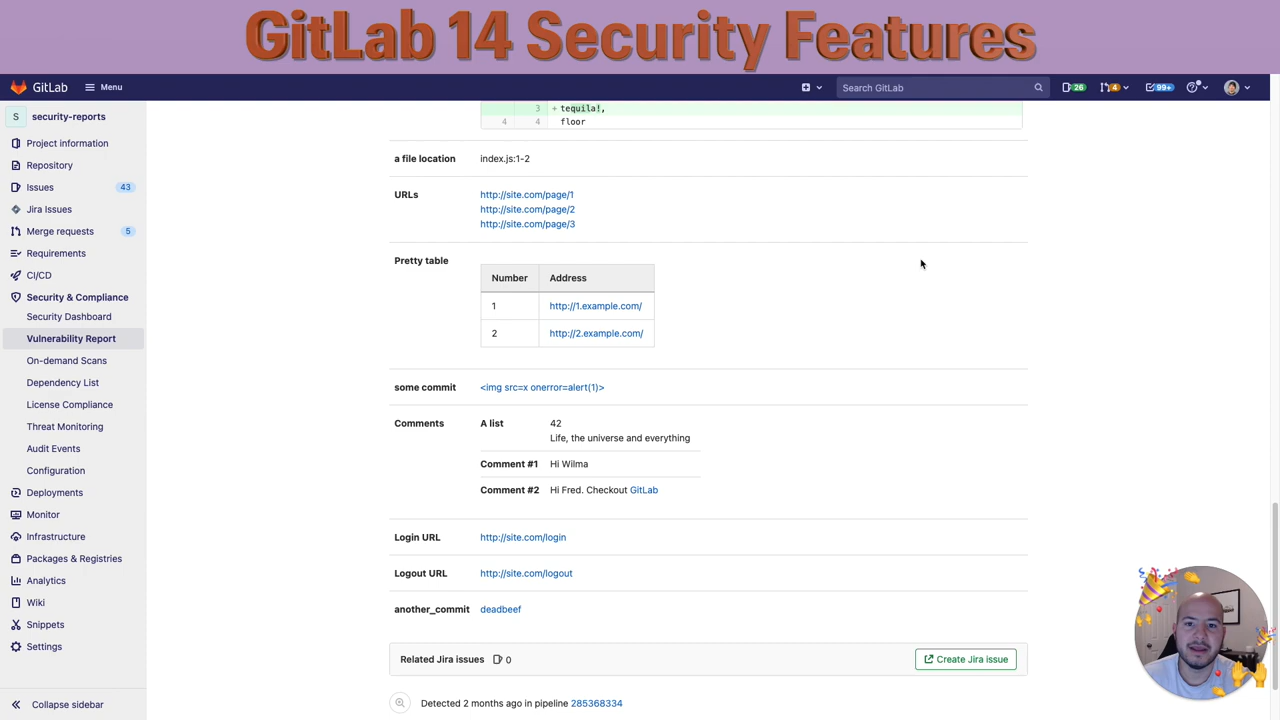 GitLab 14 Security Features
GitLab Menu Search GitLab 26 4 99+
S security-reports
Project information
Repository
Issues 43
Jira Issues
Merge requests 5
Requirements
CI/CD
Security & Compliance
Security Dashboard
Vulnerability Report
On-demand Scans
Dependency List
License Compliance
Threat Monitoring
Audit Events
Configuration
Deployments
Monitor
Infrastructure
Packages & Registries
Analytics
Wiki
Snippets
Settings
Collapse sidebar
3 + tequila!,
4 4 floor
a file location index.js:1-2
URLs http://site.com/page/1
http://site.com/page/2
http://site.com/page/3
Pretty table
Number Address
1 http://1.example.com/
2 http://2.example.com/
some commit <img src=x onerror=alert(1)>
Comments A list 42
Life, the universe and everything
Comment #1 Hi Wilma
Comment #2 Hi Fred. Checkout GitLab
Login URL http://site.com/login
Logout URL http://site.com/logout
another_commit deadbeef
Related Jira issues 0 Create Jira issue
Detected 2 months ago in pipeline 285368334